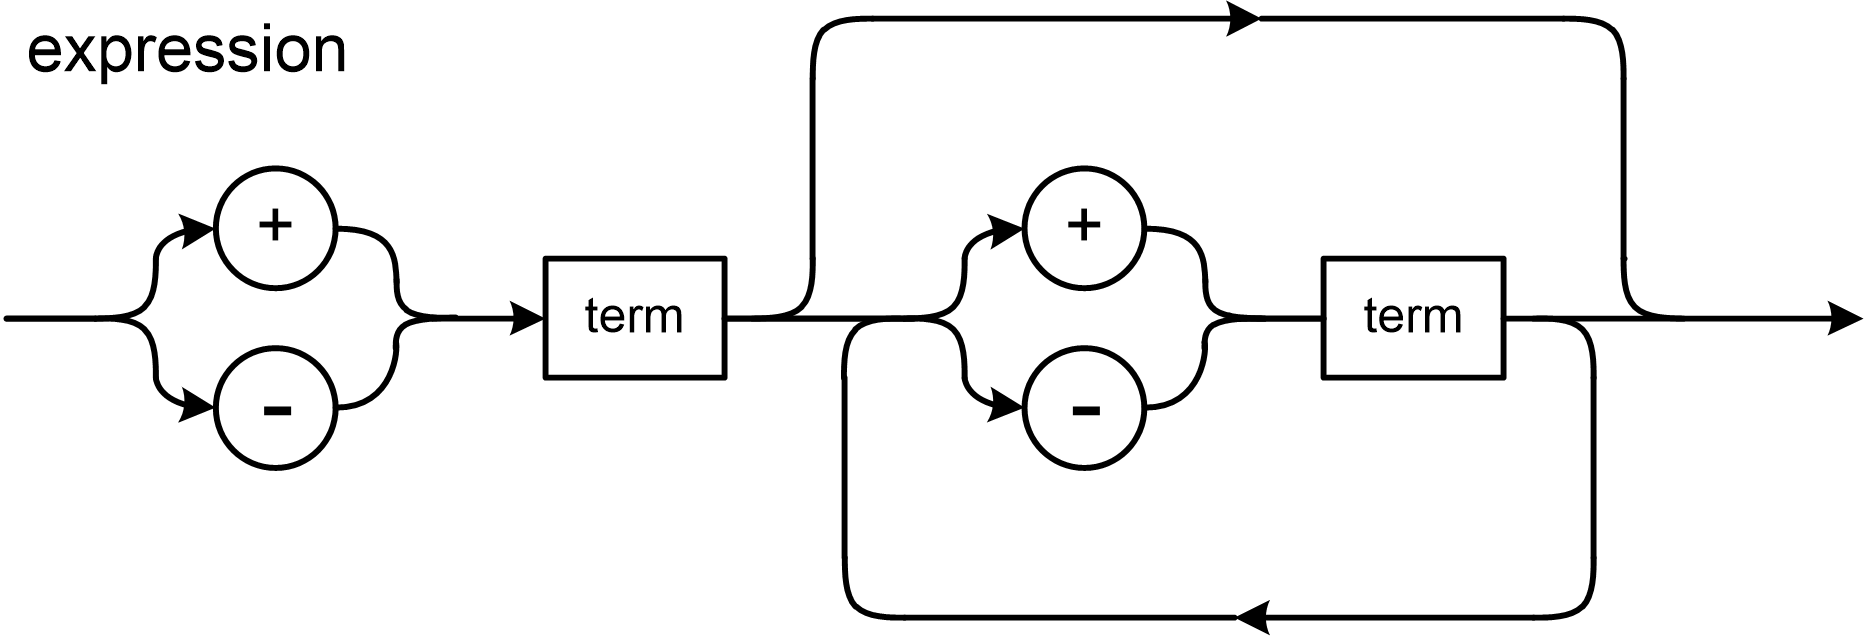 expression
+
-
term
+
-
term